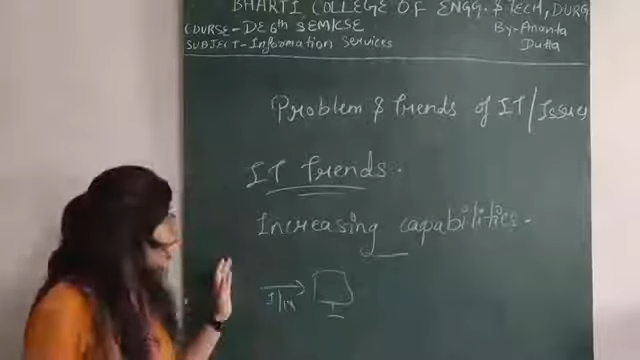 BHARTI COLLEGE OF ENGG. & TECH, DURG
COURSE - BE 6th SEM/CSE
By - Ananta
SUBJECT - Information Services
Dutta
Problem & Trends of IT/Issues
IT Trends.
Increasing capabilities.
I/P